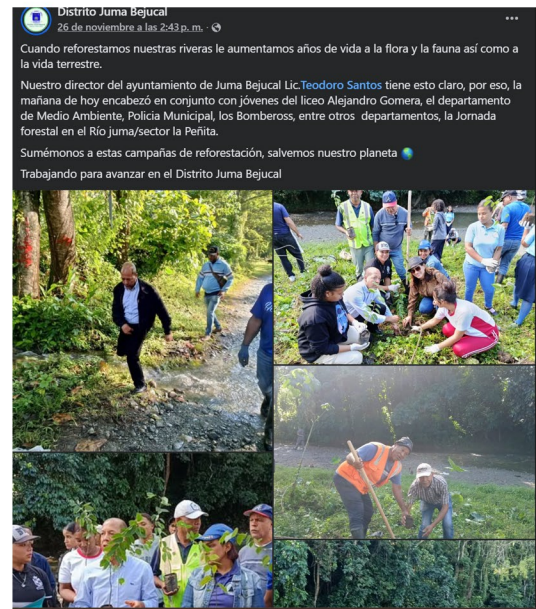 Distrito Juma Bejucal
26 de noviembre a las 2:43 p. m. ·
Cuando reforestamos nuestras riveras le aumentamos años de vida a la flora y la fauna así como a
la vida terrestre.
Nuestro director del ayuntamiento de Juma Bejucal Lic.Teodoro Santos tiene esto claro, por eso, la
mañana de hoy encabezó en conjunto con jóvenes del liceo Alejandro Gomera, el departamento
de Medio Ambiente, Policia Municipal, los Bombeross, entre otros departamentos, la Jornada
forestal en el Río juma/sector la Peñita.
Sumémonos a estas campañas de reforestación, salvemos nuestro planeta 🌎
Trabajando para avanzar en el Distrito Juma Bejucal